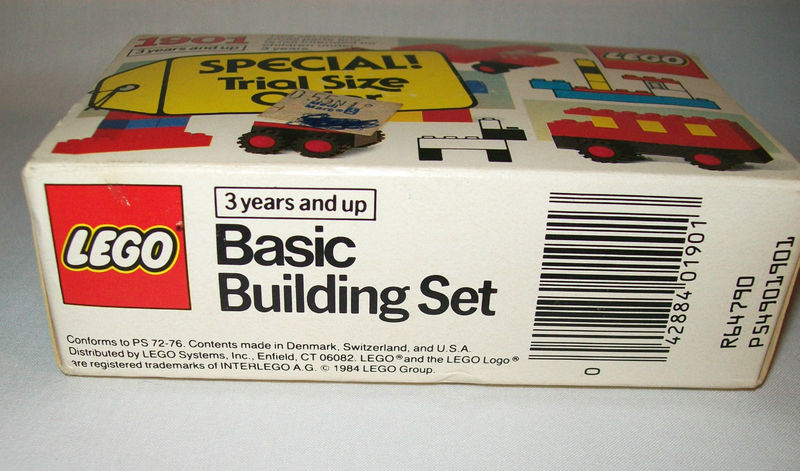 1901
3 years and up
SPECIAL!
Trial Size
LEGO
LEGO
3 years and up
Basic
Building Set
Conforms to PS 72-76. Contents made in Denmark, Switzerland, and U.S.A.
Distributed by LEGO Systems, Inc., Enfield, CT 06082. LEGO® and the LEGO Logo®
are registered trademarks of INTERLEGO A.G. © 1984 LEGO Group.
0 42884 01901
R64790
P54901901